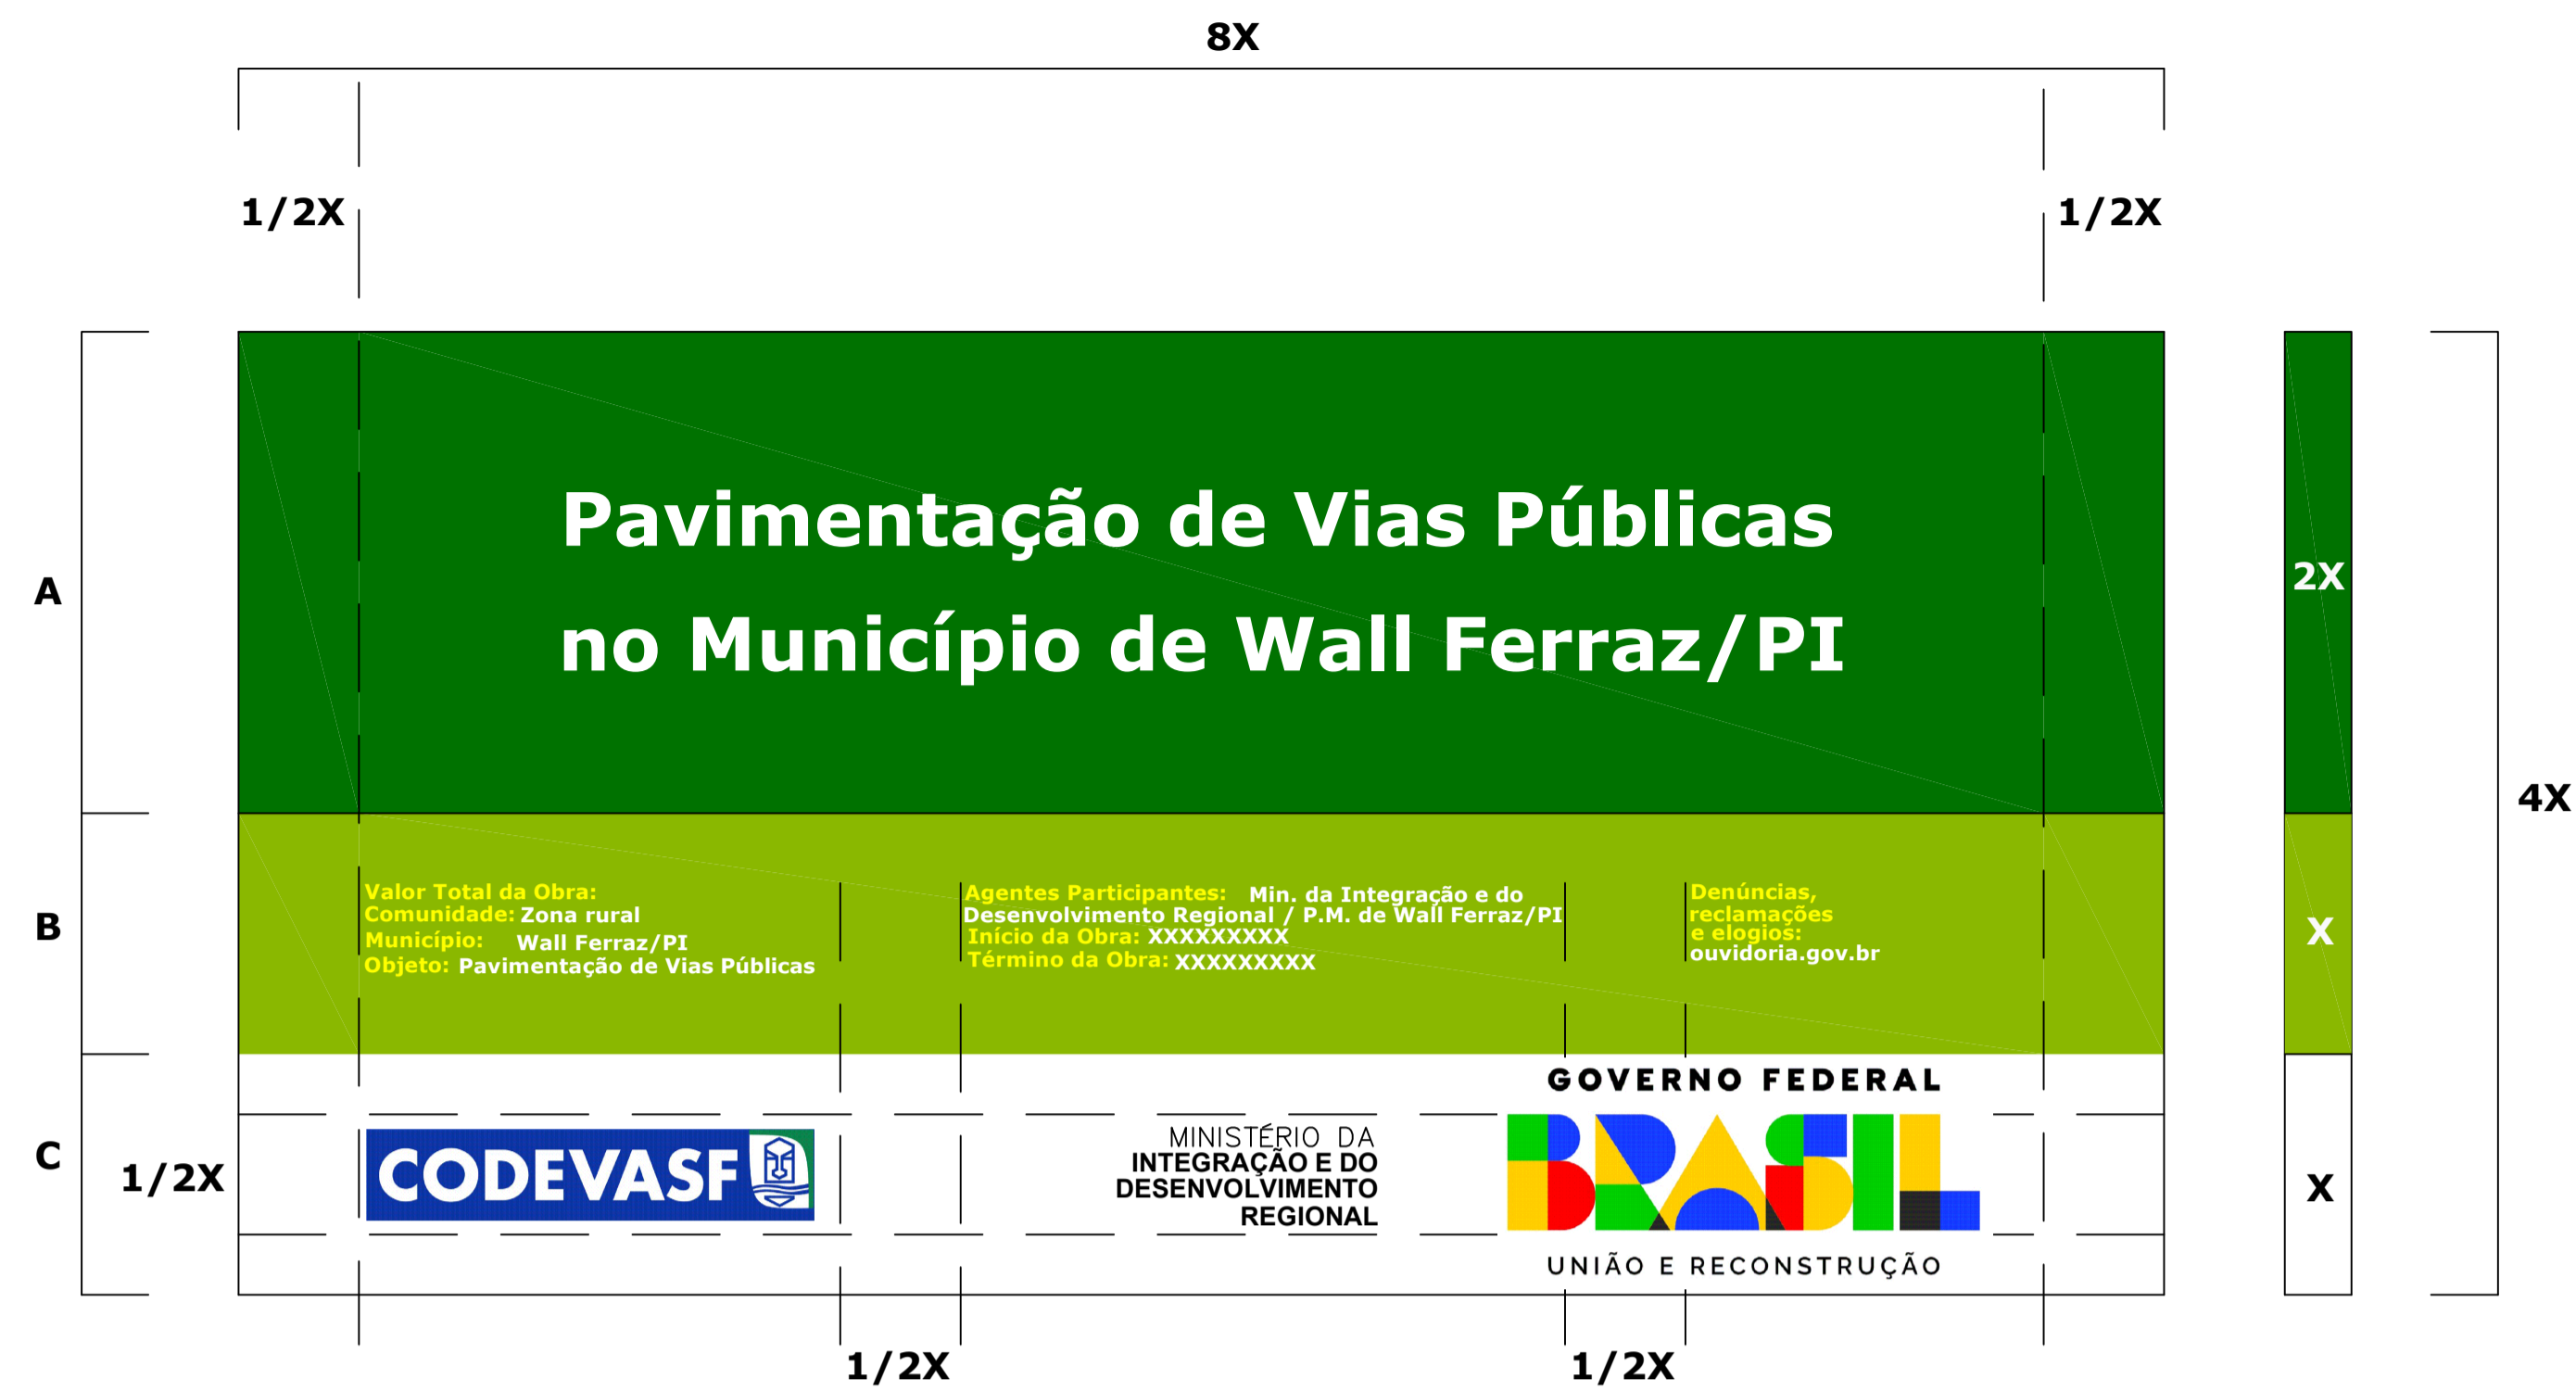 8X
1/2X
1/2X
A
Pavimentação de Vias Públicas
no Município de Wall Ferraz/PI
2X
4X
B
Valor Total da Obra:
Comunidade: Zona rural
Município: Wall Ferraz/PI
Objeto: Pavimentação de Vias Públicas
Agentes Participantes: Min. da Integração e do
Desenvolvimento Regional / P.M. de Wall Ferraz/PI
Início da Obra: XXXXXXXXX
Término da Obra: XXXXXXXXX
Denúncias,
reclamações
e elogios:
ouvidoria.gov.br
X
C
1/2X
CODEVASF
MINISTÉRIO DA
INTEGRAÇÃO E DO
DESENVOLVIMENTO
REGIONAL
GOVERNO FEDERAL
BRASIL
UNIÃO E RECONSTRUÇÃO
X
1/2X
1/2X